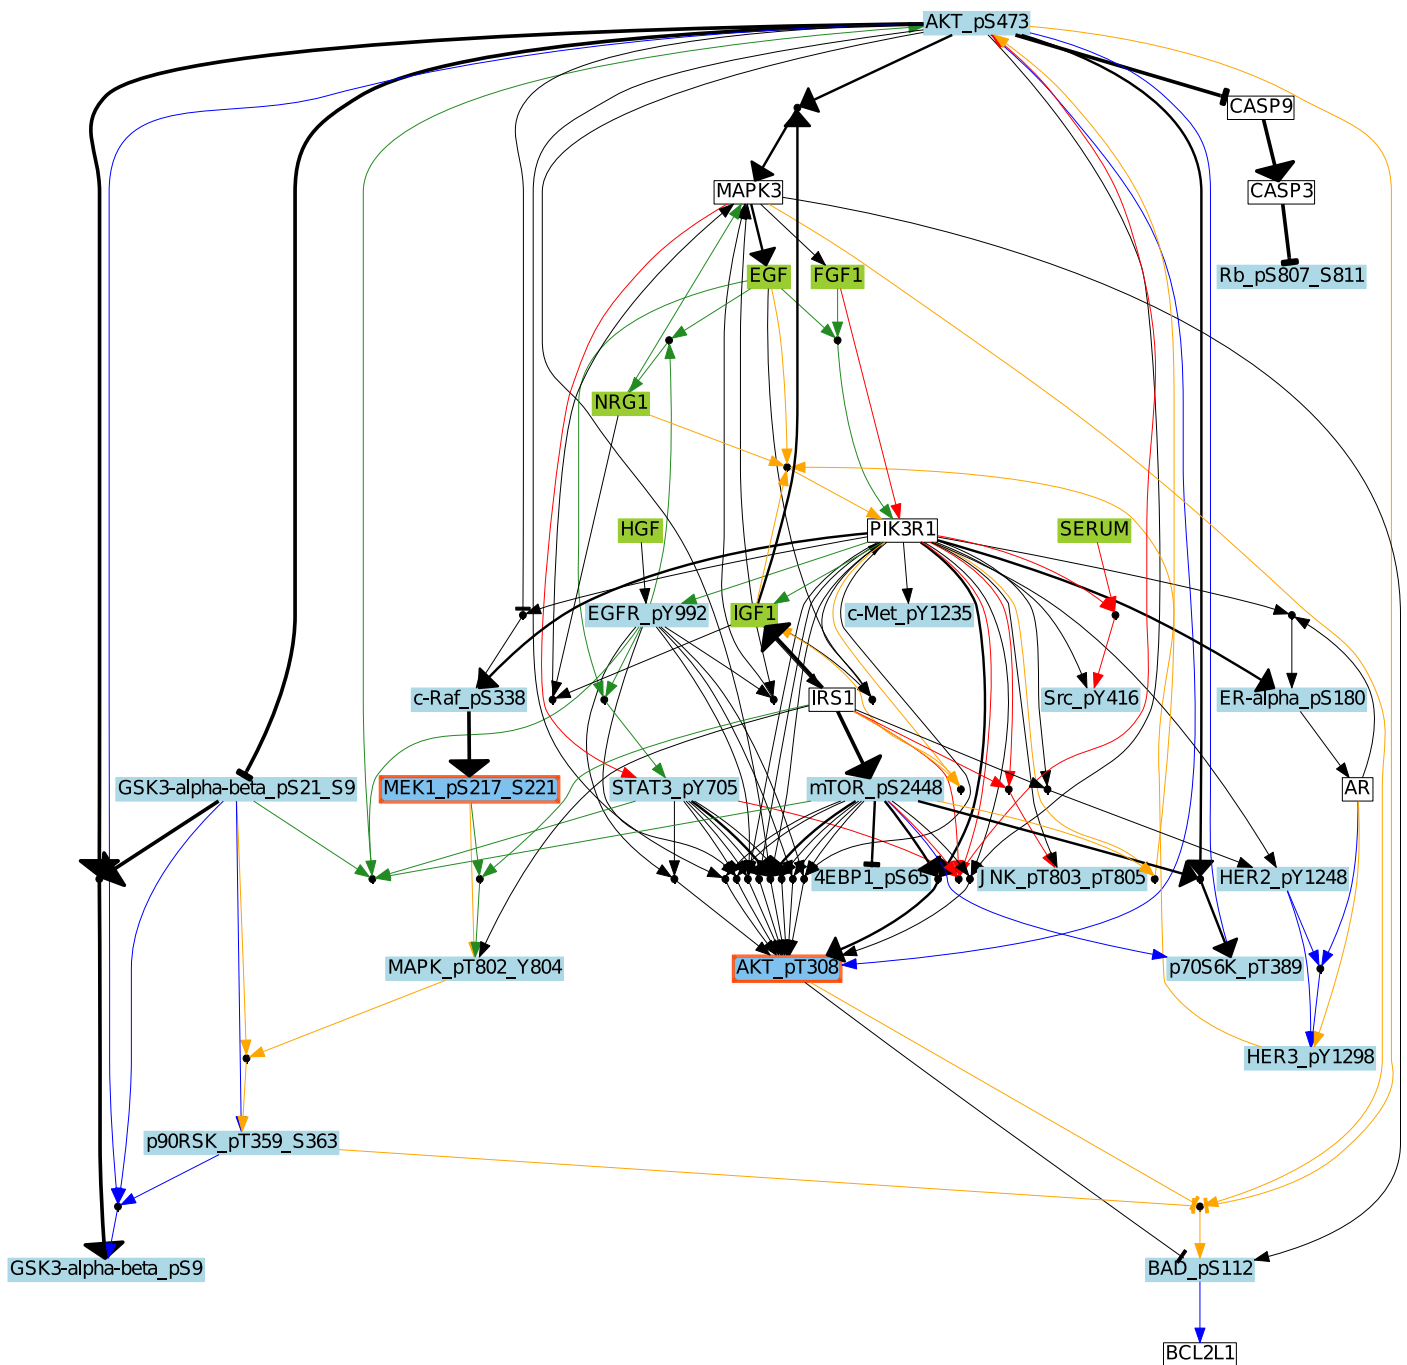 AKT_pS473
CASP9
MAPK3
CASP3
EGF
FGF1
Rb_pS807_S811
NRG1
HGF
PIK3R1
SERUM
EGFR_pY992
IGF1
c-Met_pY1235
c-Raf_pS338
IRS1
Src_pY416
ER-alpha_pS180
GSK3-alpha-beta_pS21_S9
MEK1_pS217_S221
STAT3_pY705
mTOR_pS2448
AR
4EBP1_pS65
JNK_pT803_pT805
HER2_pY1248
MAPK_pT802_Y804
AKT_pT308
p70S6K_pT389
HER3_pY1298
p90RSK_pT359_S363
GSK3-alpha-beta_pS9
BAD_pS112
BCL2L1